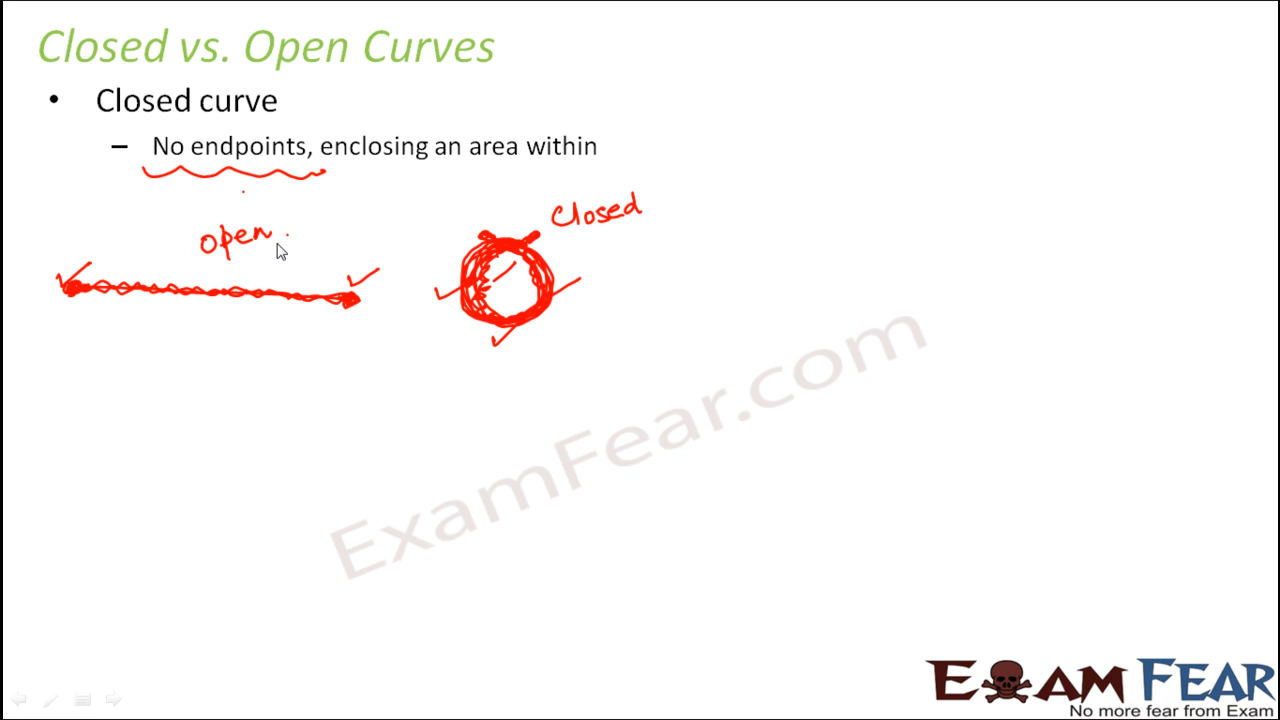 Closed vs. Open Curves
• Closed curve
– No endpoints, enclosing an area within
Closed
open
ExamFear.com
EXAM FEAR
No more fear from Exam